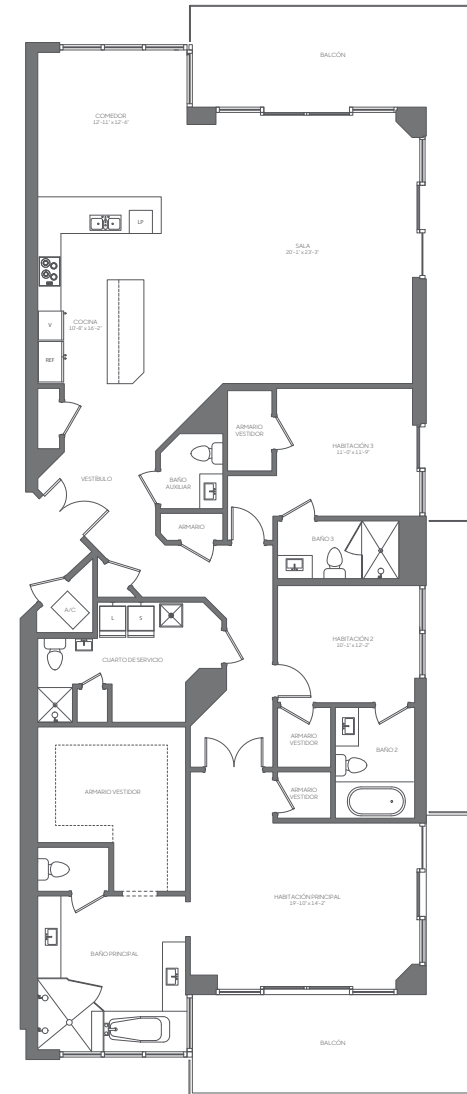 BALCÓN
COMEDOR
12'-11" x 12'-6"
LP
SALA
20'-1" x 23'-3"
V
COCINA
10'-8" x 16'-2"
REF
ARMARIO
VESTIDOR
HABITACIÓN 3
11'-0" x 11'-9"
VESTÍBULO
BAÑO
AUXILIAR
ARMARIO
BAÑO 3
A/C
L
S
HABITACIÓN 2
10'-1" x 12'-2"
CUARTO DE SERVICIO
ARMARIO
VESTIDOR
BAÑO 2
ARMARIO VESTIDOR
ARMARIO
VESTIDOR
HABITACIÓN PRINCIPAL
19'-10" x 14'-2"
BAÑO PRINCIPAL
BALCÓN